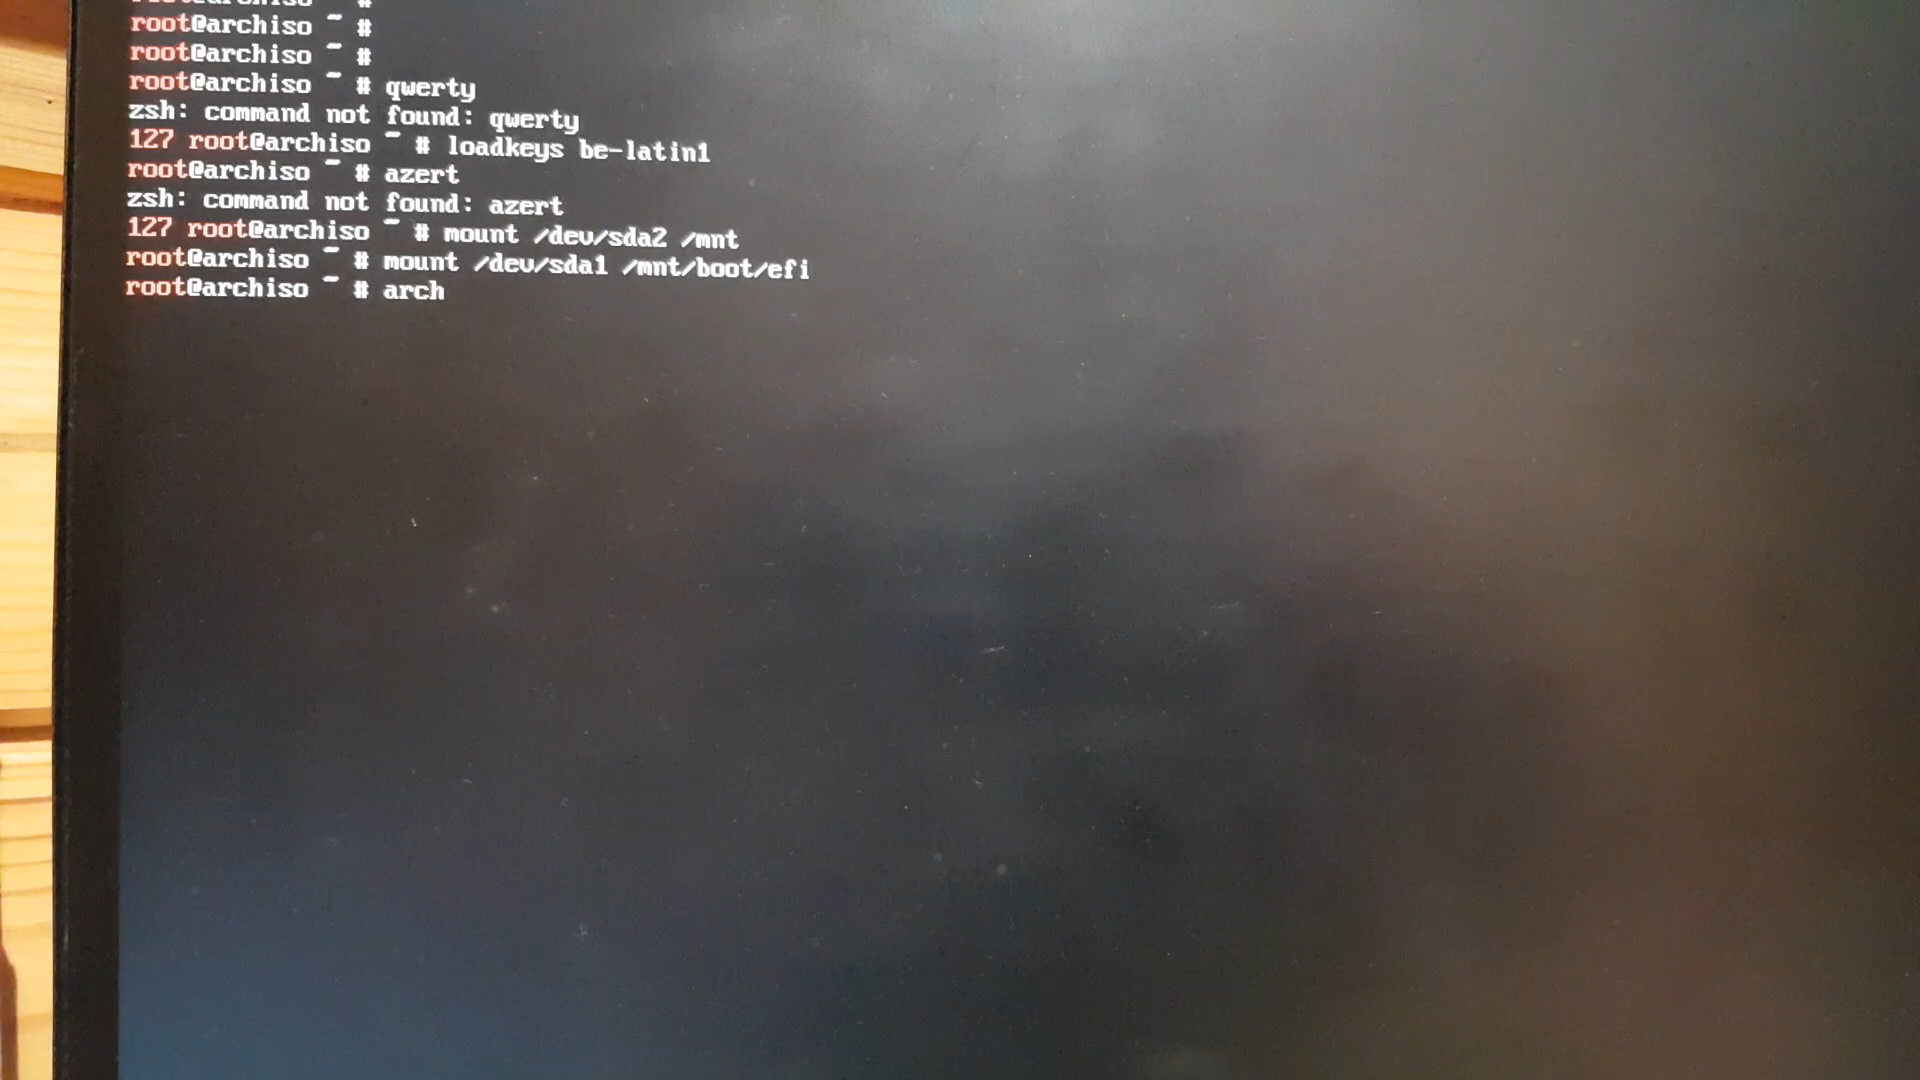 root@archiso ~ #
root@archiso ~ #
root@archiso ~ #
root@archiso ~ # qwerty
zsh: command not found: qwerty
127 root@archiso ~ # loadkeys be-latin1
root@archiso ~ # azert
zsh: command not found: azert
127 root@archiso ~ # mount /dev/sda2 /mnt
root@archiso ~ # mount /dev/sda1 /mnt/boot/efi
root@archiso ~ # arch